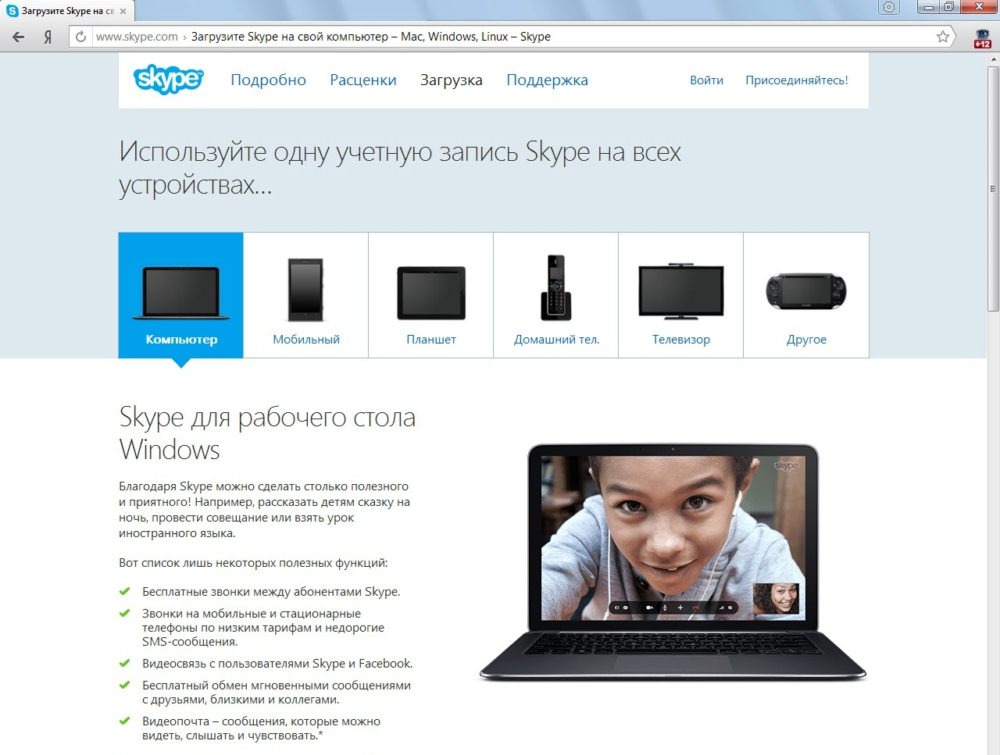 Загрузите Skype на св
Я
www.skype.com › Загрузите Skype на свой компьютер – Mac, Windows, Linux – Skype
+12
skype™
Подробно Расценки Загрузка Поддержка Войти Присоединяйтесь!
Используйте одну учетную запись Skype на всех
устройствах...
Компьютер Мобильный Планшет Домашний тел. Телевизор Другое
Skype для рабочего стола
Windows
Благодаря Skype можно сделать столько полезного
и приятного! Например, рассказать детям сказку на
ночь, провести совещание или взять урок
иностранного языка.
Вот список лишь некоторых полезных функций:
Бесплатные звонки между абонентами Skype.
Звонки на мобильные и стационарные
телефоны по низким тарифам и недорогие
SMS-сообщения.
Видеосвязь с пользователями Skype и Facebook.
Бесплатный обмен мгновенными сообщениями
с друзьями, близкими и коллегами.
Видеопочта – сообщения, которые можно
видеть, слышать и чувствовать.*
skype